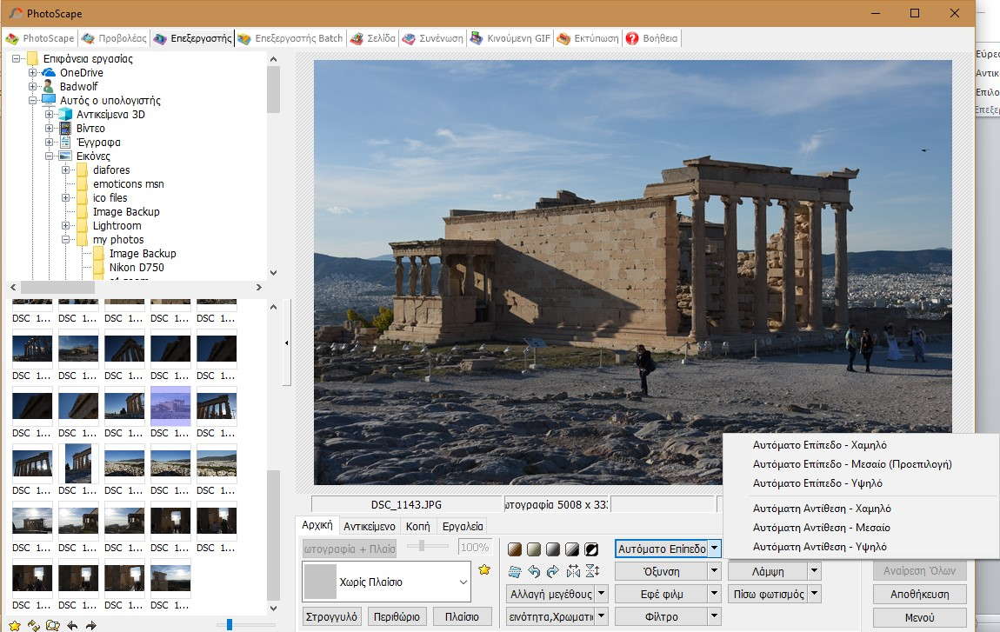 PhotoScape
PhotoScape
Προβολέας
Επεξεργαστής
Επεξεργαστής Batch
Σελίδα
Συνένωση
Κινούμενη GIF
Εκτύπωση
Βοήθεια
Επιφάνεια εργασίας
OneDrive
Badwolf
Αυτός ο υπολογιστής
Αντικείμενα 3D
Βίντεο
Έγγραφα
Εικόνες
diafores
emoticons msn
ico files
Image Backup
Lightroom
my photos
Image Backup
Nikon D750
DSC 1... DSC 1... DSC 1... DSC 1... DSC 1...
DSC 1... DSC 1... DSC 1... DSC 1... DSC 1...
DSC 1... DSC 1... DSC 1... DSC 1... DSC 1...
DSC 1... DSC 1... DSC 1... DSC 1... DSC 1...
DSC 1... DSC 1... DSC 1... DSC 1... DSC 1...
DSC 1... DSC 1... DSC 1... DSC 1...
DSC_1143.JPG
ωτογραφία 5008 x 33
Αρχική
Αντικείμενο
Κοπή
Εργαλεία
ωτογραφία + Πλαίσ
100%
Χωρίς Πλαίσιο
Στρογγυλό
Περιθώριο
Πλαίσιο
Αυτόματο Επίπεδο
Όξυνση
Λάμψη
Αλλαγή μεγέθους
Εφέ φιλμ
Πίσω φωτισμός
εινότητα,Χρωματι
Φίλτρο
Αυτόματο Επίπεδο - Χαμηλό
Αυτόματο Επίπεδο - Μεσαίο (Προεπιλογή)
Αυτόματο Επίπεδο - Υψηλό
Αυτόματη Αντίθεση - Χαμηλό
Αυτόματη Αντίθεση - Μεσαίο
Αυτόματη Αντίθεση - Υψηλό
Αναίρεση Όλων
Αποθήκευση
Μενού
Εύρεσ
Αντικ
Επιλο
Επεξερ